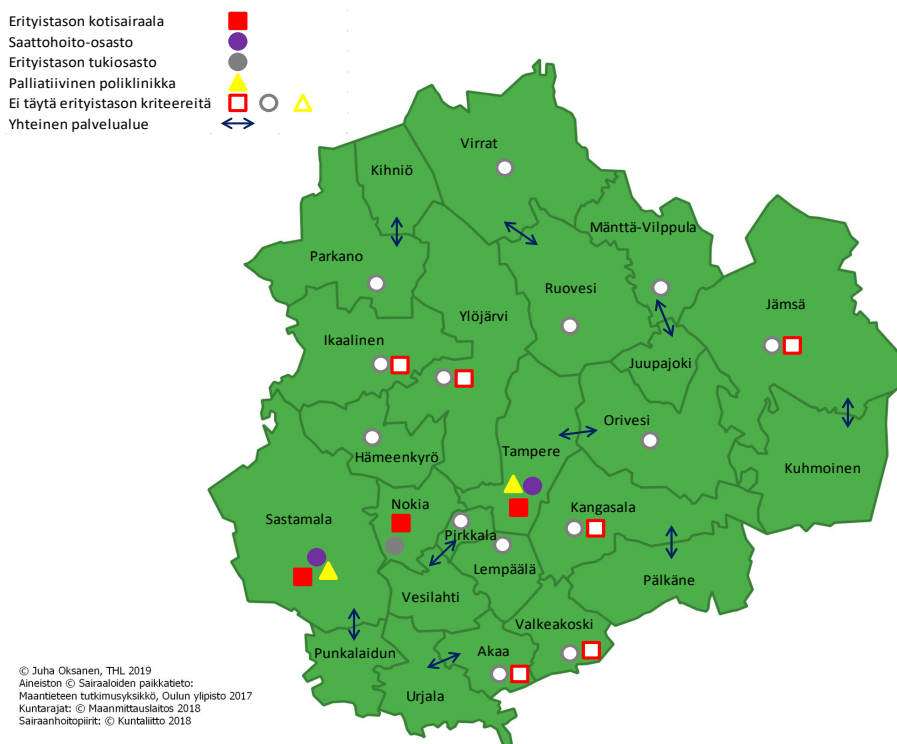 Erityistason kotisairaala
Saattohoito-osasto
Erityistason tukiosasto
Palliatiivinen poliklinikka
Ei täytä erityistason kriteereitä
Yhteinen palvelualue
Virrat
Kihniö
Mänttä-Vilppula
Parkano
Ruovesi
Jämsä
Ylöjärvi
Ikaalinen
Juupajoki
Orivesi
Tampere
Hämeenkyrö
Kuhmoinen
Nokia
Kangasala
Sastamala
Pirkkala
Lempäälä
Pälkäne
Vesilahti
Valkeakoski
Punkalaidun
Akaa
Urjala
© Juha Oksanen, THL 2019
Aineiston © Sairaaloiden paikkatieto:
Maantieteen tutkimusyksikkö, Oulun ylipisto 2017
Kuntarajat: © Maanmittauslaitos 2018
Sairaanhoitopiirit: © Kuntaliitto 2018